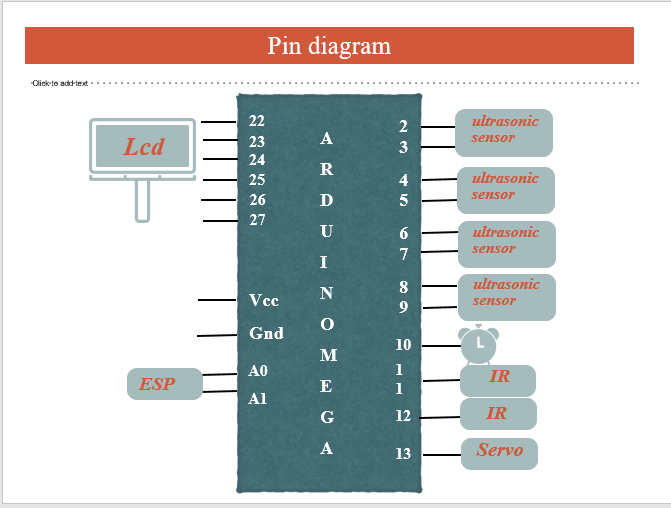 Pin diagram
Click to add text
Lcd
22
23
24
25
26
27
Vcc
Gnd
A0
A1
ESP
A
R
D
U
I
N
O
M
E
G
A
2
3
4
5
6
7
8
9
10
1
1
12
13
ultrasonic
sensor
ultrasonic
sensor
ultrasonic
sensor
ultrasonic
sensor
IR
IR
Servo